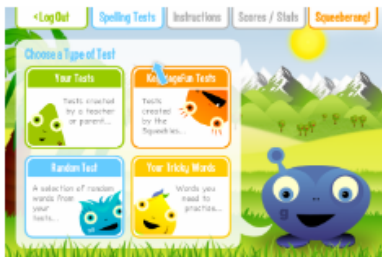 <Log Out
Spelling Tests
Instructions
Scores / Stats
Squeeberang!
Choose a Type of Test
Your Tests
Tests created
by a teacher
or parent...
Tests
Tests
created
by the
Squeebles...
Random Test
A selection of random
words from
your
tests...
Your Tricky Words
Words you
need to
practise...